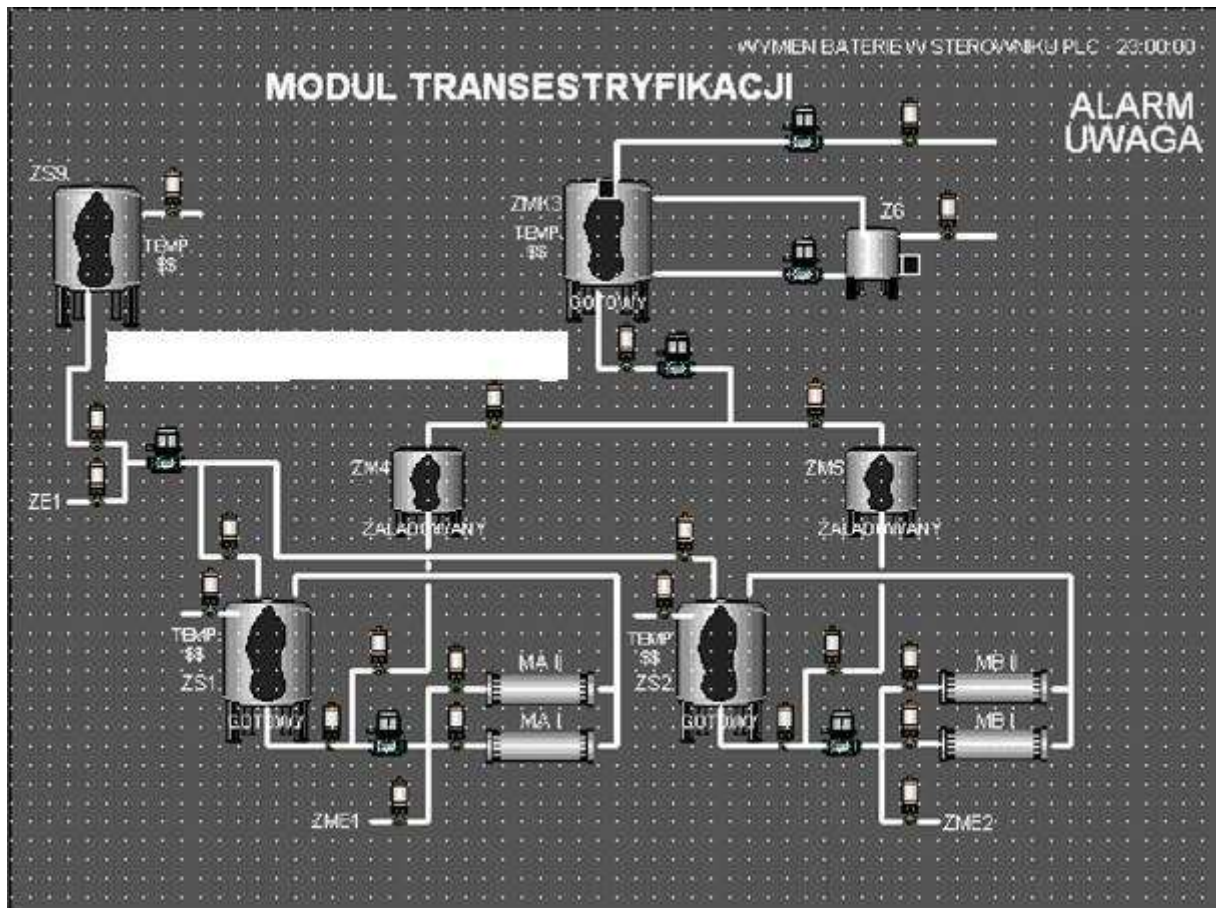 WYMIEN BATERIE W STEROWNIKU PLC - 23:00:00
MODUL TRANSESTRYFIKACJI
ALARM
UWAGA
ZS9
TEMP.
$$
ZMK3
TEMP.
$$
GOTOWY
Z6
ZE1
ZM4
ZALADOWANY
ZM5
ZALADOWANY
TEMP.
$$
ZS1
GOTOWY
MA
MA
TEMP.
$$
ZS2
GOTOWY
MB
MB
ZME1
ZME2